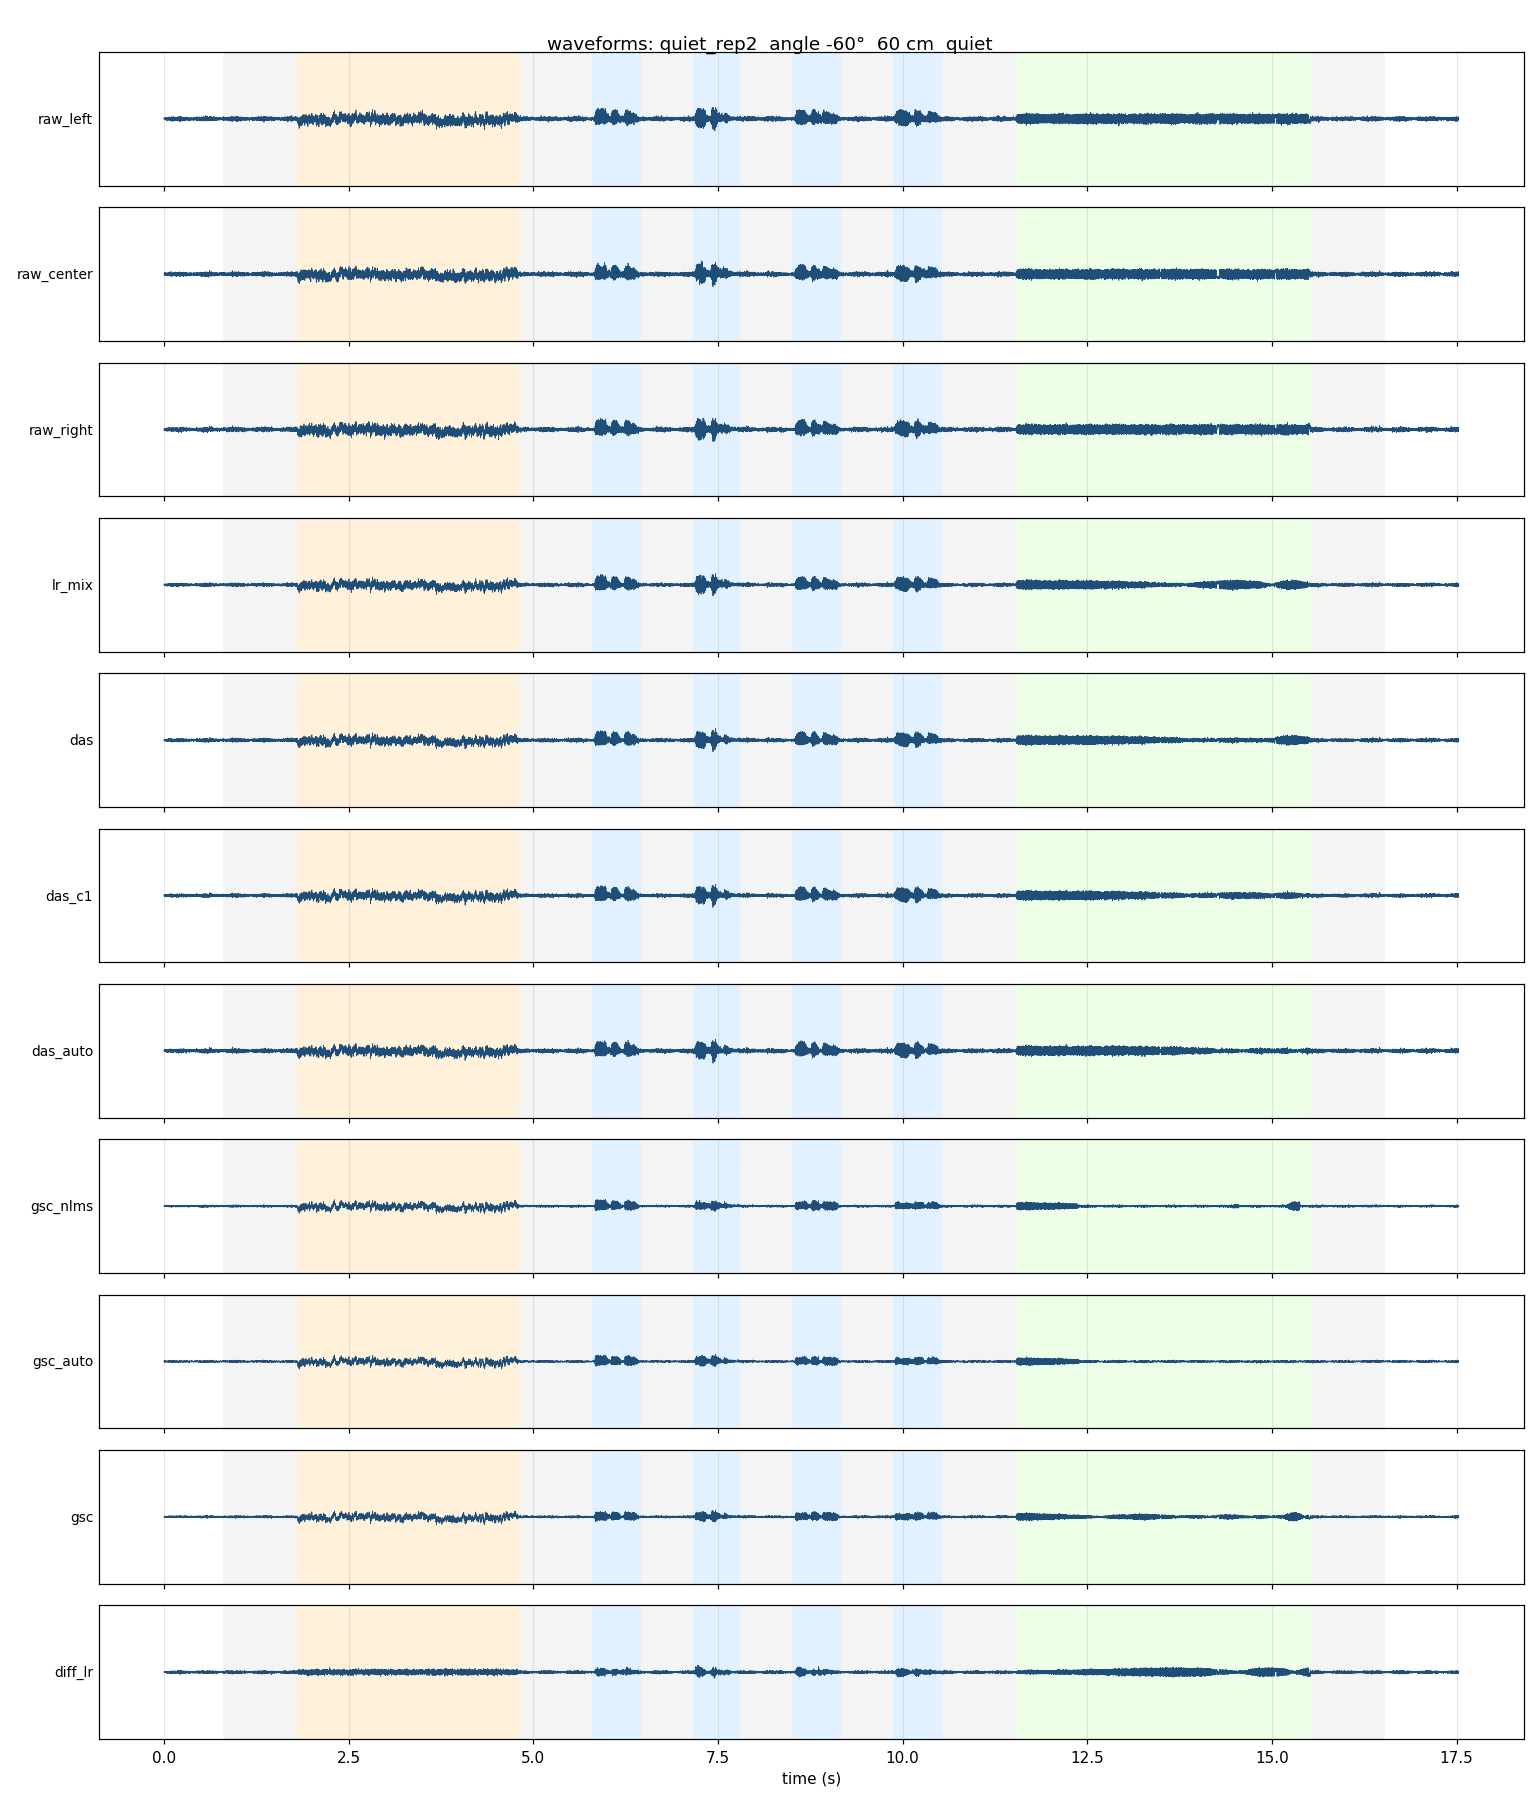 waveforms: quiet_rep2 angle -60° 60 cm quiet
raw_left
raw_center
raw_right
lr_mix
das
das_c1
das_auto
gsc_nlms
gsc_auto
gsc
diff_lr
0.0 2.5 5.0 7.5 10.0 12.5 15.0 17.5
time (s)